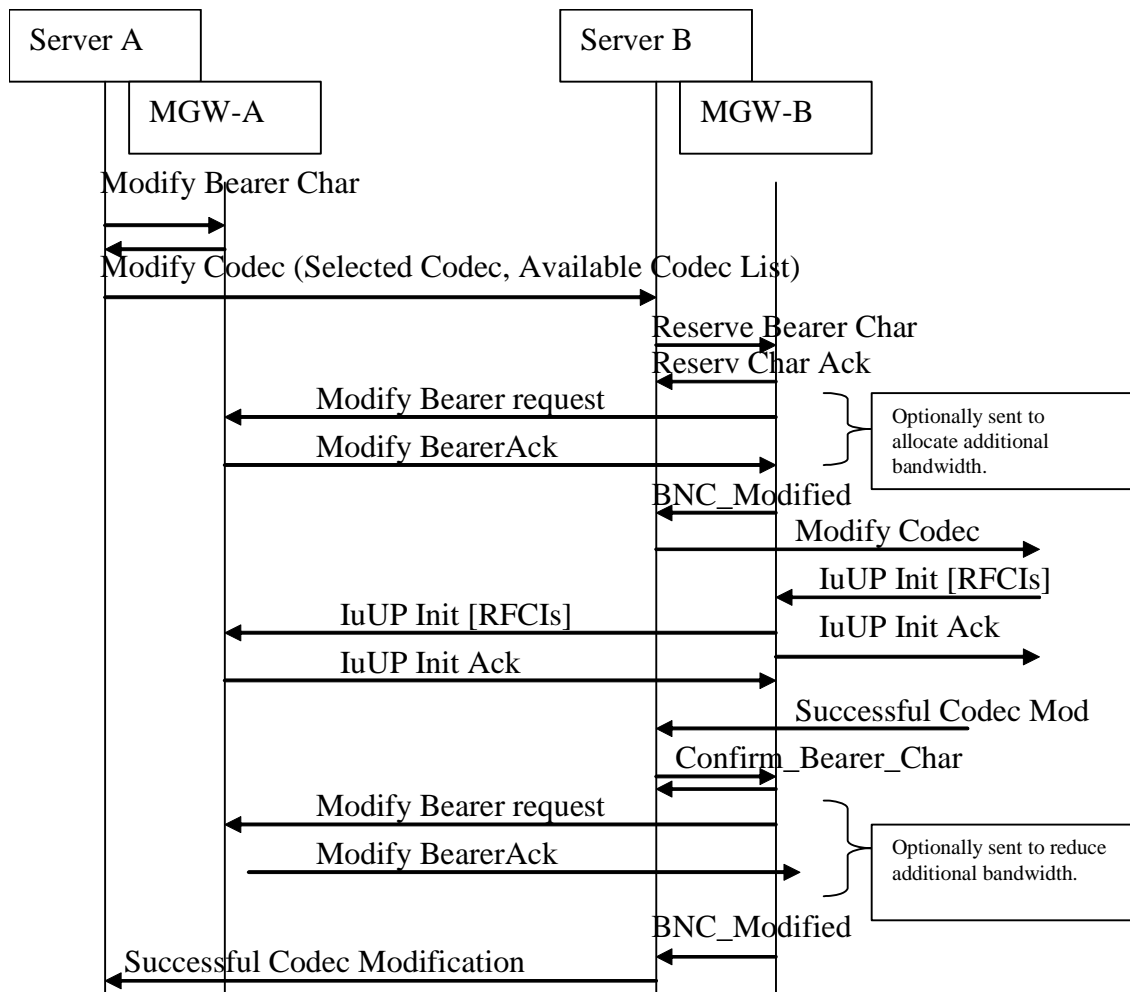 Server A
Server B
MGW-A
MGW-B
Modify Bearer Char
Modify Codec (Selected Codec, Available Codec List)
Reserve Bearer Char
Reserv Char Ack
Modify Bearer request
Optionally sent to
allocate additional
bandwidth.
Modify BearerAck
BNC_Modified
Modify Codec
IuUP Init [RFCIs]
IuUP Init [RFCIs]
IuUP Init Ack
IuUP Init Ack
Successful Codec Mod
Confirm_Bearer_Char
Modify Bearer request
Modify BearerAck
Optionally sent to reduce
additional bandwidth.
BNC_Modified
Successful Codec Modification